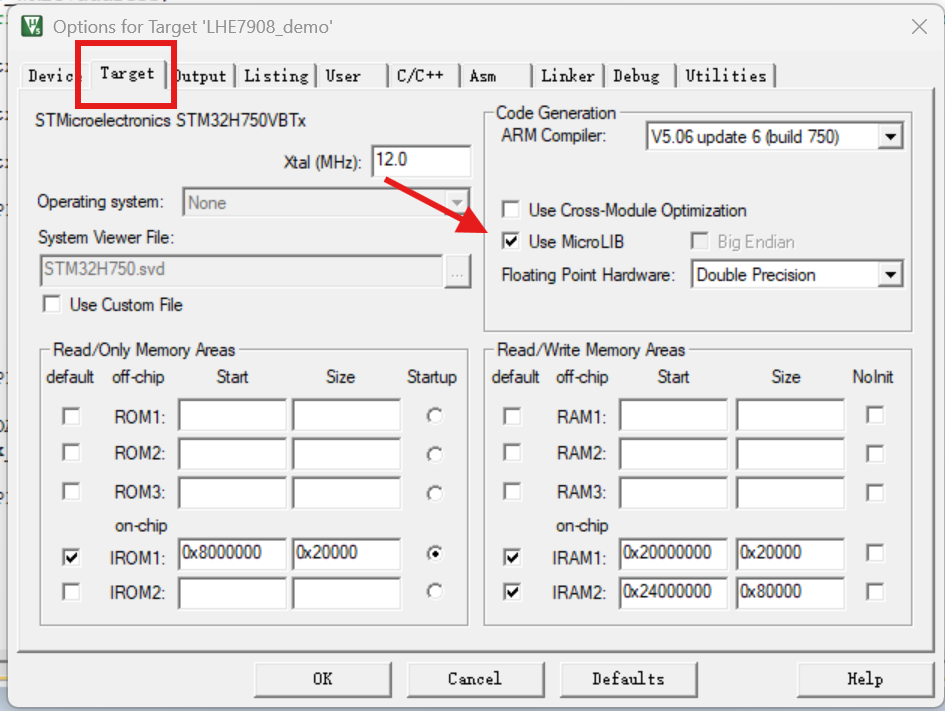 Options for Target 'LHE7908_demo'
Device Target Output Listing User C/C++ Asm Linker Debug Utilities
STMicroelectronics STM32H750VBTx
Xtal (MHz): 12.0
Operating system: None
System Viewer File:
STM32H750.svd ...
Use Custom File
Code Generation
ARM Compiler: V5.06 update 6 (build 750)
Use Cross-Module Optimization
Use MicroLIB Big Endian
Floating Point Hardware: Double Precision
Read/Only Memory Areas
default off-chip Start Size Startup
ROM1:
ROM2:
ROM3:
on-chip
IROM1: 0x8000000 0x20000
IROM2:
Read/Write Memory Areas
default off-chip Start Size NoInit
RAM1:
RAM2:
RAM3:
on-chip
IRAM1: 0x20000000 0x20000
IRAM2: 0x24000000 0x80000
OK Cancel Defaults Help